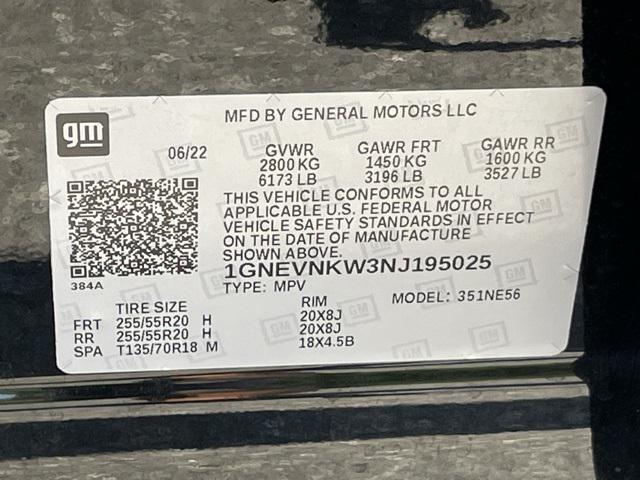 MFD BY GENERAL MOTORS LLC
gm
06/22
GVWR GAWR FRT GAWR RR
2800 KG 1450 KG 1600 KG
6173 LB 3196 LB 3527 LB
THIS VEHICLE CONFORMS TO ALL
APPLICABLE U.S. FEDERAL MOTOR
VEHICLE SAFETY STANDARDS IN EFFECT
ON THE DATE OF MANUFACTURE
SHOWN ABOVE.
384A
1GNEVNKW3NJ195025
TYPE: MPV MODEL: 351NE56
TIRE SIZE RIM
FRT 255/55R20 H 20X8J
RR 255/55R20 H 20X8J
SPA T135/70R18 M 18X4.5B